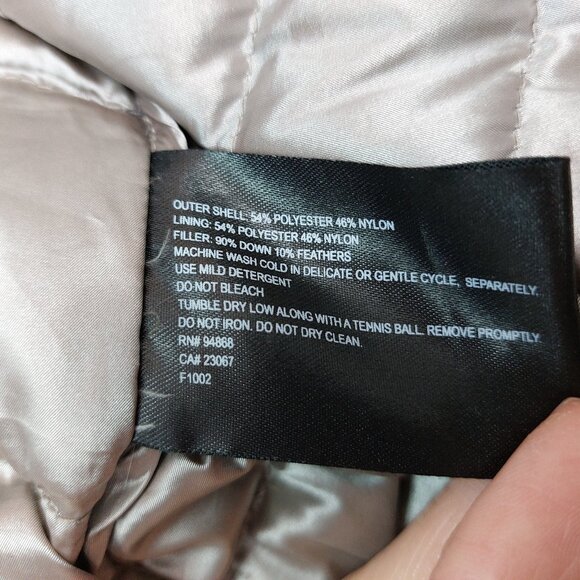 OUTER SHELL: 54% POLYESTER 46% NYLON
LINING: 54% POLYESTER 46% NYLON
FILLER: 90% DOWN 10% FEATHERS
MACHINE WASH COLD IN DELICATE OR GENTLE CYCLE, SEPARATELY.
USE MILD DETERGENT
DO NOT BLEACH
TUMBLE DRY LOW ALONG WITH A TENNIS BALL. REMOVE PROMPTLY
DO NOT IRON. DO NOT DRY CLEAN.
RN# 94868
CA# 23067
F1002